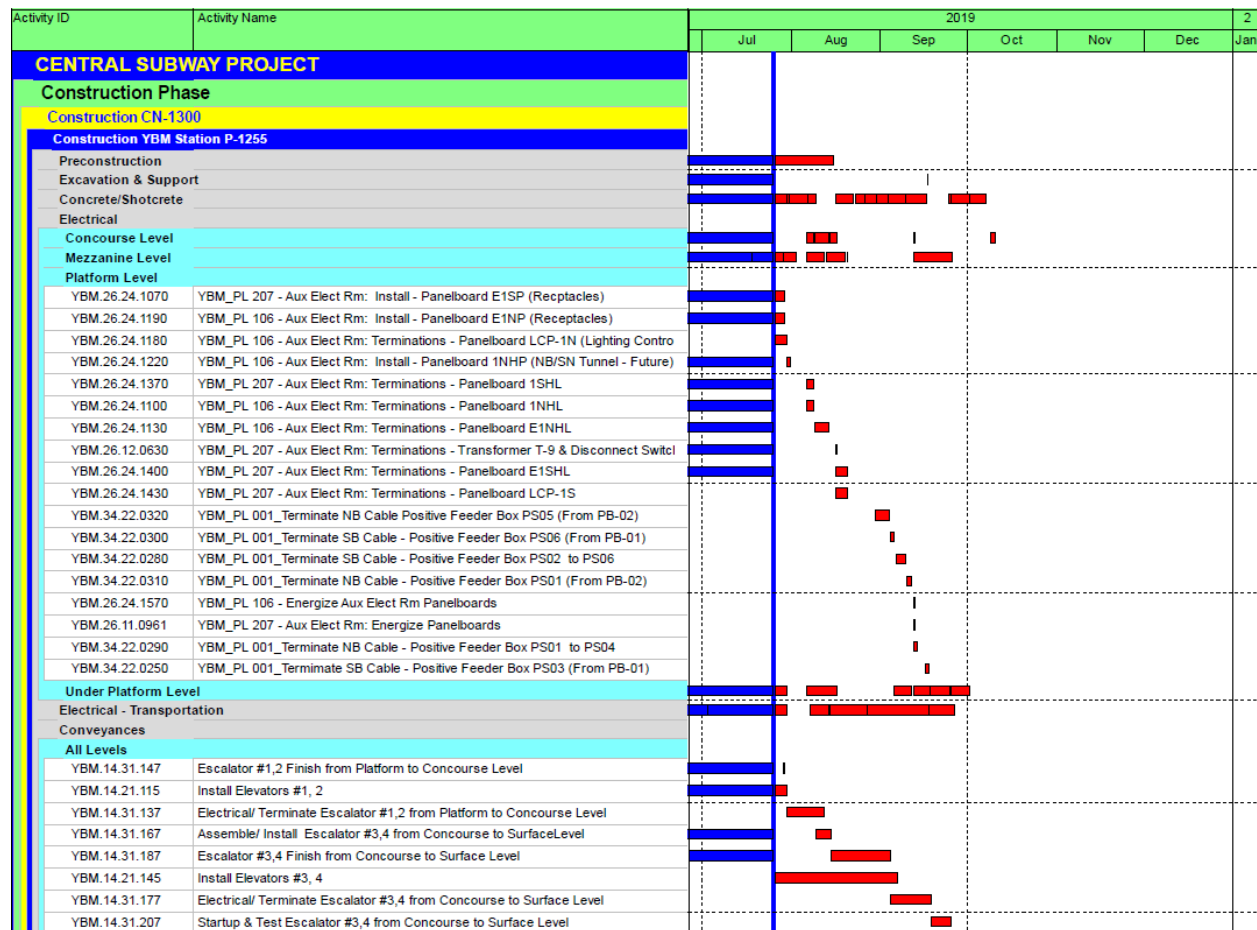 Activity ID Activity Name 2019 2
Jul Aug Sep Oct Nov Dec Jan
CENTRAL SUBWAY PROJECT
Construction Phase
Construction CN-1300
Construction YBM Station P-1255
Preconstruction
Excavation & Support
Concrete/Shotcrete
Electrical
Concourse Level
Mezzanine Level
Platform Level
YBM.26.24.1070 YBM_PL 207 - Aux Elect Rm: Install - Panelboard E1SP (Recptacles)
YBM.26.24.1190 YBM_PL 106 - Aux Elect Rm: Install - Panelboard E1NP (Receptacles)
YBM.26.24.1180 YBM_PL 106 - Aux Elect Rm: Terminations - Panelboard LCP-1N (Lighting Contro
YBM.26.24.1220 YBM_PL 106 - Aux Elect Rm: Install - Panelboard 1NHP (NB/SN Tunnel - Future)
YBM.26.24.1370 YBM_PL 207 - Aux Elect Rm: Terminations - Panelboard 1SHL
YBM.26.24.1100 YBM_PL 106 - Aux Elect Rm: Terminations - Panelboard 1NHL
YBM.26.24.1130 YBM_PL 106 - Aux Elect Rm: Terminations - Panelboard E1NHL
YBM.26.12.0630 YBM_PL 207 - Aux Elect Rm: Terminations - Transformer T-9 & Disconnect Switcl
YBM.26.24.1400 YBM_PL 207 - Aux Elect Rm: Terminations - Panelboard E1SHL
YBM.26.24.1430 YBM_PL 207 - Aux Elect Rm: Terminations - Panelboard LCP-1S
YBM.34.22.0320 YBM_PL 001_Terminate NB Cable Positive Feeder Box PS05 (From PB-02)
YBM.34.22.0300 YBM_PL 001_Terminate SB Cable - Positive Feeder Box PS06 (From PB-01)
YBM.34.22.0280 YBM_PL 001_Terminate SB Cable - Positive Feeder Box PS02 to PS06
YBM.34.22.0310 YBM_PL 001_Terminate NB Cable - Positive Feeder Box PS01 (From PB-02)
YBM.26.24.1570 YBM_PL 106 - Energize Aux Elect Rm Panelboards
YBM.26.11.0961 YBM_PL 207 - Aux Elect Rm: Energize Panelboards
YBM.34.22.0290 YBM_PL 001_Terminate NB Cable - Positive Feeder Box PS01 to PS04
YBM.34.22.0250 YBM_PL 001_Termimate SB Cable - Positive Feeder Box PS03 (From PB-01)
Under Platform Level
Electrical - Transportation
Conveyances
All Levels
YBM.14.31.147 Escalator #1,2 Finish from Platform to Concourse Level
YBM.14.21.115 Install Elevators #1, 2
YBM.14.31.137 Electrical/ Terminate Escalator #1,2 from Platform to Concourse Level
YBM.14.31.167 Assemble/ Install Escalator #3,4 from Concourse to SurfaceLevel
YBM.14.31.187 Escalator #3,4 Finish from Concourse to Surface Level
YBM.14.21.145 Install Elevators #3, 4
YBM.14.31.177 Electrical/ Terminate Escalator #3,4 from Concourse to Surface Level
YBM.14.31.207 Startup & Test Escalator #3,4 from Concourse to Surface Level